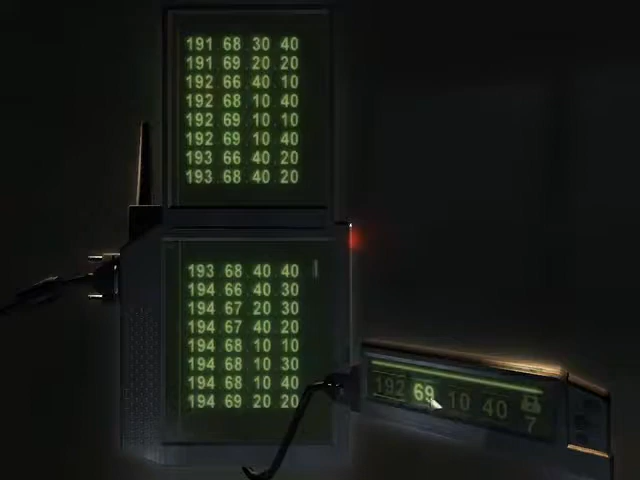 191 68 30 40
191 69 20 20
192 66 40 10
192 68 10 40
192 69 10 10
192 69 10 40
193 66 40 20
193 68 40 20
193 68 40 40
194 66 40 30
194 67 20 30
194 67 40 20
194 68 10 10
194 68 10 30
194 68 10 40
194 69 20 20
192 69 10 40
7